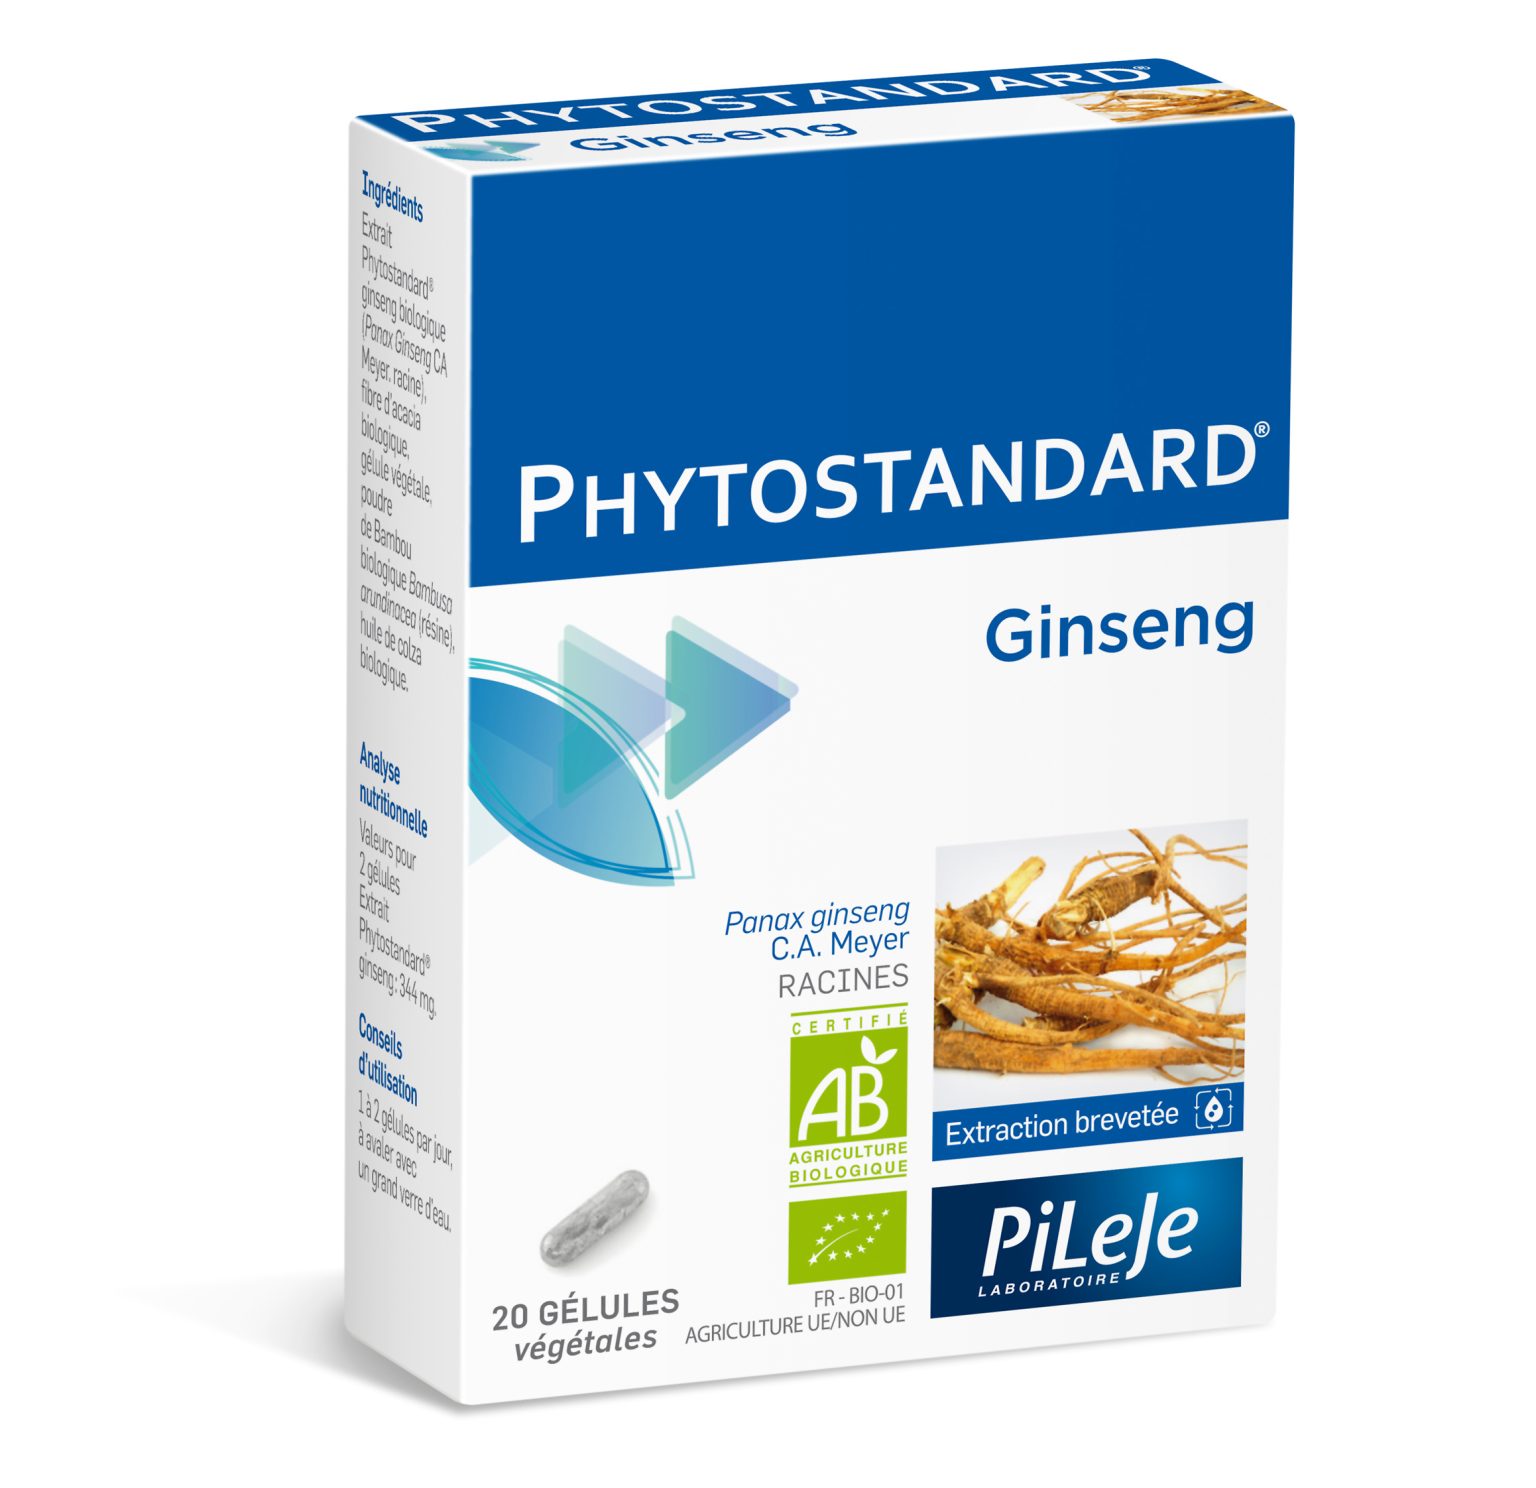 PHYTOSTANDARD®
Ginseng
Ingrédients
Extrait
Phytostandard®
ginseng biologique
(Panax Ginseng CA
Meyer. racine),
fibre d'acacia
biologique,
gélule végétale,
poudre
de Bambou
biologique Bambusa
arundinacea (résine),
huile de colza
biologique.
Analyse
nutritionnelle
Valeurs pour
2 gélules
Extrait
Phytostandard®
ginseng : 344 mg.
Conseils
d'utilisation
1 à 2 gélules par jour,
à avaler avec
un grand verre d'eau.
PHYTOSTANDARD®
Ginseng
Panax ginseng
C.A. Meyer
RACINES
CERTIFIÉ
AB
AGRICULTURE
BIOLOGIQUE
Extraction brevetée
PiLeJe
LABORATOIRE
20 GÉLULES
végétales
FR - BIO-01
AGRICULTURE UE/NON UE